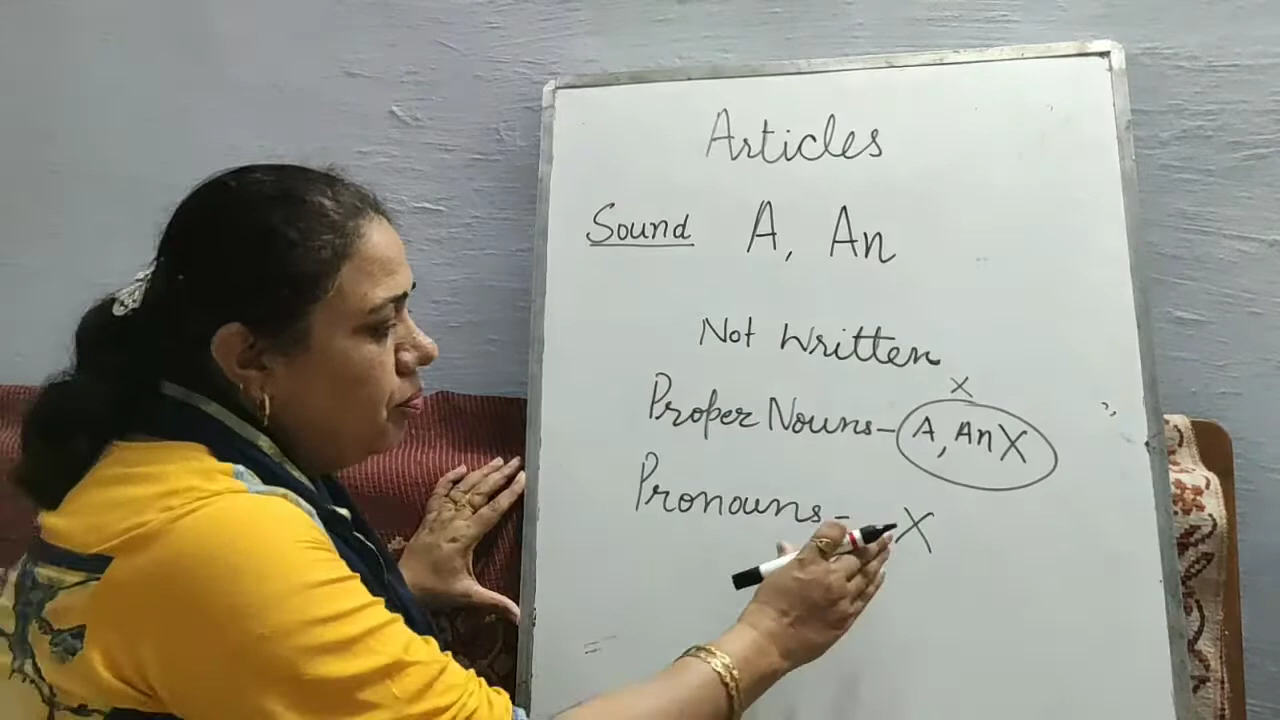 Articles
Sound A, An
Not Written
X
Proper Nouns - A, An X
Pronouns - X